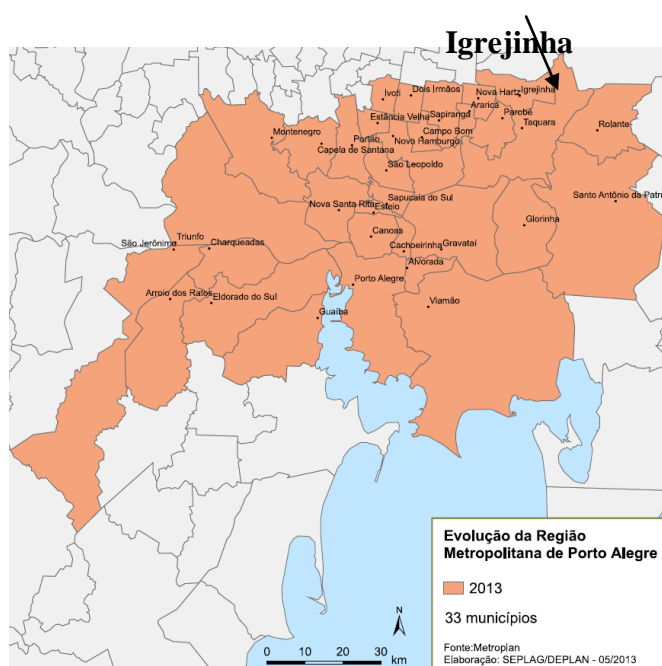 Igrejinha
Ivoti
Dois Irmãos
Nova Hartz
Igrejinha
Araricá
Estância Velha
Sapiranga
Parobé
Taquara
Rolante
Montenegro
Portão
Campo Bom
Capela de Santana
Novo Hamburgo
São Leopoldo
Sapucaia do Sul
Santo Antônio da Patru
Nova Santa Rita
Esteio
Glorinha
Canoas
Triunfo
São Jerônimo
Charqueadas
Cachoeirinha
Gravataí
Alvorada
Porto Alegre
Arroio dos Ratos
Eldorado do Sul
Viamão
Guaíba
Evolução da Região
Metropolitana de Porto Alegre
2013
33 municípios
N
0 10 20 30
km
Fonte:Metroplan
Elaboração: SEPLAG/DEPLAN - 05/2013